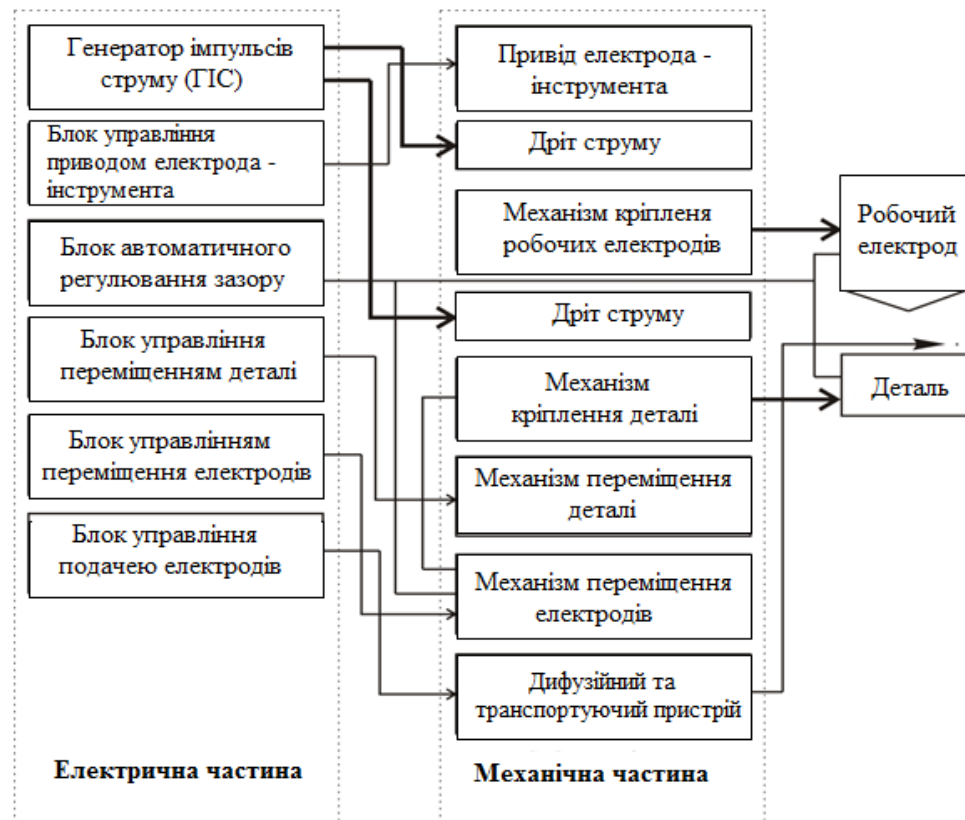 Генератор імпульсів
струму (ГІС)
Блок управління
приводом електрода -
інструмента
Блок автоматичного
регулювання зазору
Блок управління
переміщенням деталі
Блок управлінням
переміщення електродів
Блок управління
подачею електродів
Електрична частина
Привід електрода -
інструмента
Дріт струму
Механізм кріпленя
робочих електродів
Дріт струму
Механізм
кріплення деталі
Механізм переміщення
деталі
Механізм переміщення
електродів
Дифузійний та
транспортуючий пристрій
Механічна частина
Робочий
електрод
Деталь